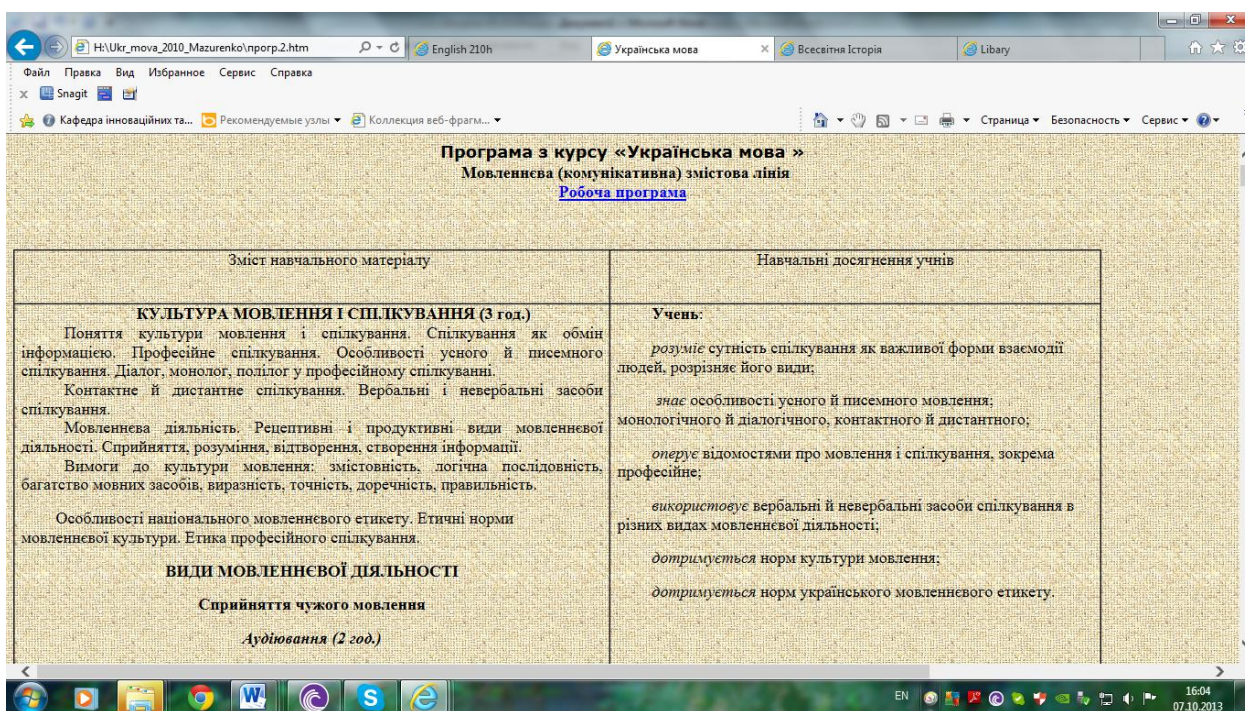 H:\Ukr_mova_2010_Mazurenko\прогр.2.htm
English 210h
Українська мова
Всесвітня Історія
Libary
Файл Правка Вид Избранное Сервис Справка
x Snagit
Кафедра інноваційних та... Рекомендуемые узлы Коллекция веб-фрагм...
Страница Безопасность Сервис
Програма з курсу «Українська мова »
Мовленнєва (комунікативна) змістова лінія
Робоча програма
Зміст навчального матеріалу
КУЛЬТУРА МОВЛЕННЯ І СПІЛКУВАННЯ (3 год.)
Поняття культури мовлення і спілкування. Спілкування як обмін
інформацією. Професійне спілкування. Особливості усного й писемного
спілкування. Діалог, монолог, полілог у професійному спілкуванні.
Контактне й дистантне спілкування. Вербальні і невербальні засоби
спілкування.
Мовленнєва діяльність. Рецептивні і продуктивні види мовленнєвої
діяльності. Сприйняття, розуміння, відтворення, створення інформації.
Вимоги до культури мовлення: змістовність, логічна послідовність,
багатство мовних засобів, виразність, точність, доречність, правильність.
Особливості національного мовленнєвого етикету. Етичні норми
мовленнєвої культури. Етика професійного спілкування.
ВИДИ МОВЛЕННЄВОЇ ДІЯЛЬНОСТІ
Сприйняття чужого мовлення
Аудіювання (2 год.)
Навчальні досягнення учнів
Учень:
розуміє сутність спілкування як важливої форми взаємодії
людей, розрізняє його види;
знає особливості усного й писемного мовлення;
монологічного й діалогічного, контактного й дистантного;
оперує відомостями про мовлення і спілкування, зокрема
професійне;
використовує вербальні й невербальні засоби спілкування в
різних видах мовленнєвої діяльності;
дотримується норм культури мовлення;
дотримується норм українського мовленнєвого етикету.
EN
16:04
07.10.2013